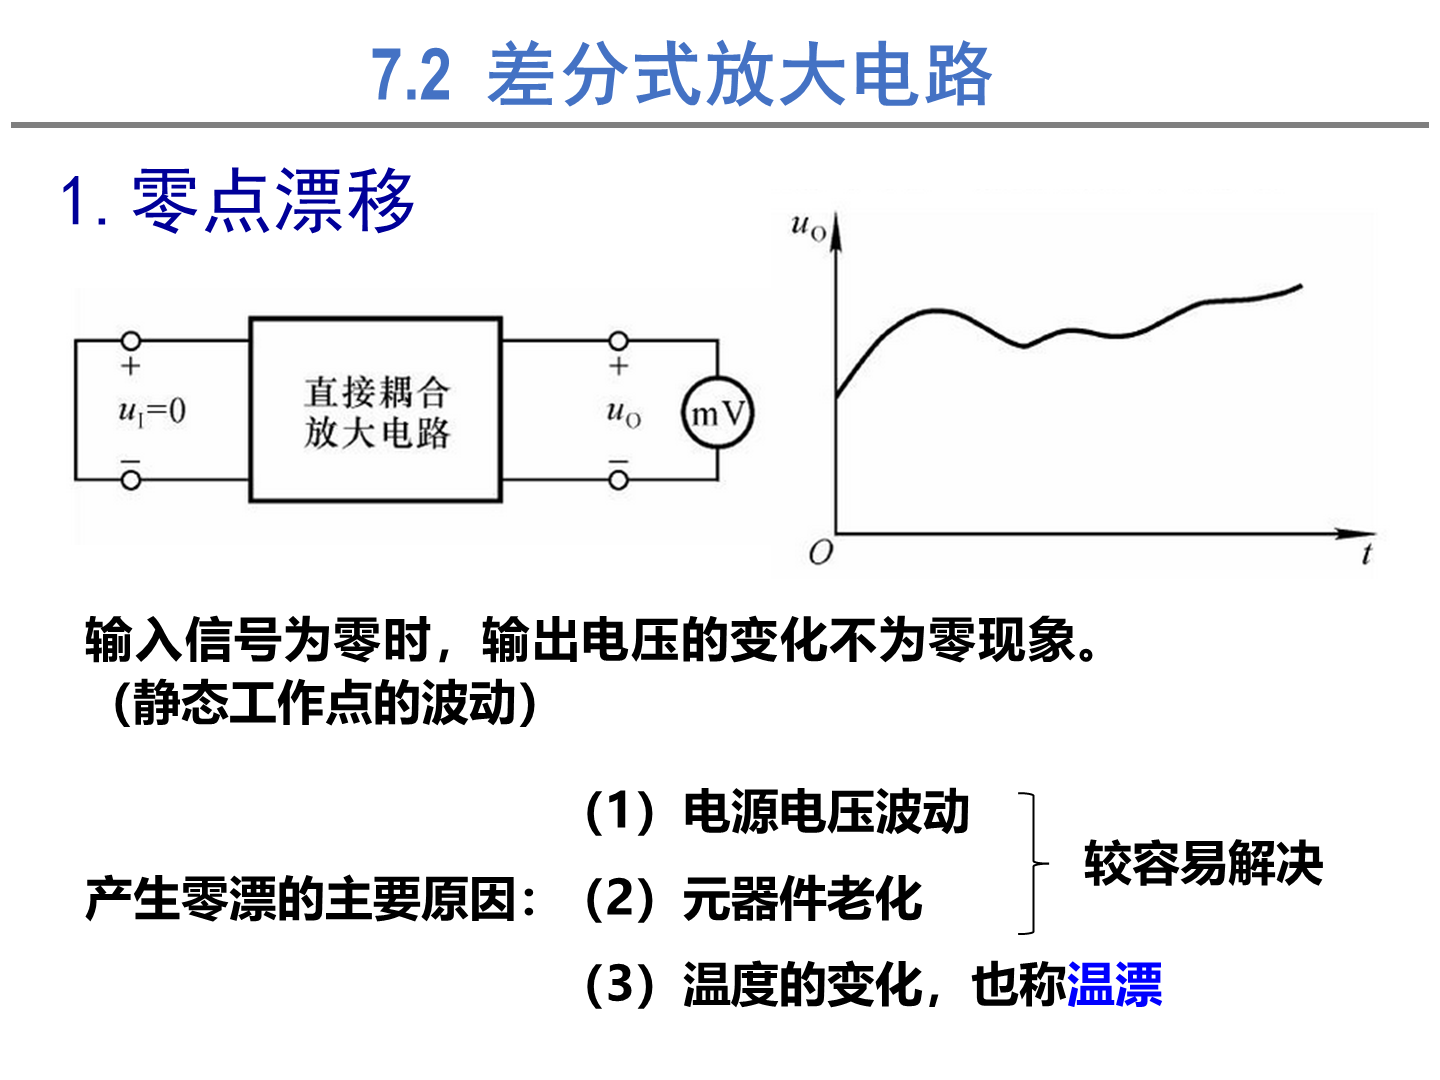 7.2 差分式放大电路
1.零点漂移
+
uI=0
−
直接耦合
放大电路
+
uO
−
mV
uO
O
t
输入信号为零时，输出电压的变化不为零现象。
（静态工作点的波动）
产生零漂的主要原因：
（1）电源电压波动
（2）元器件老化
较容易解决
（3）温度的变化，也称温漂